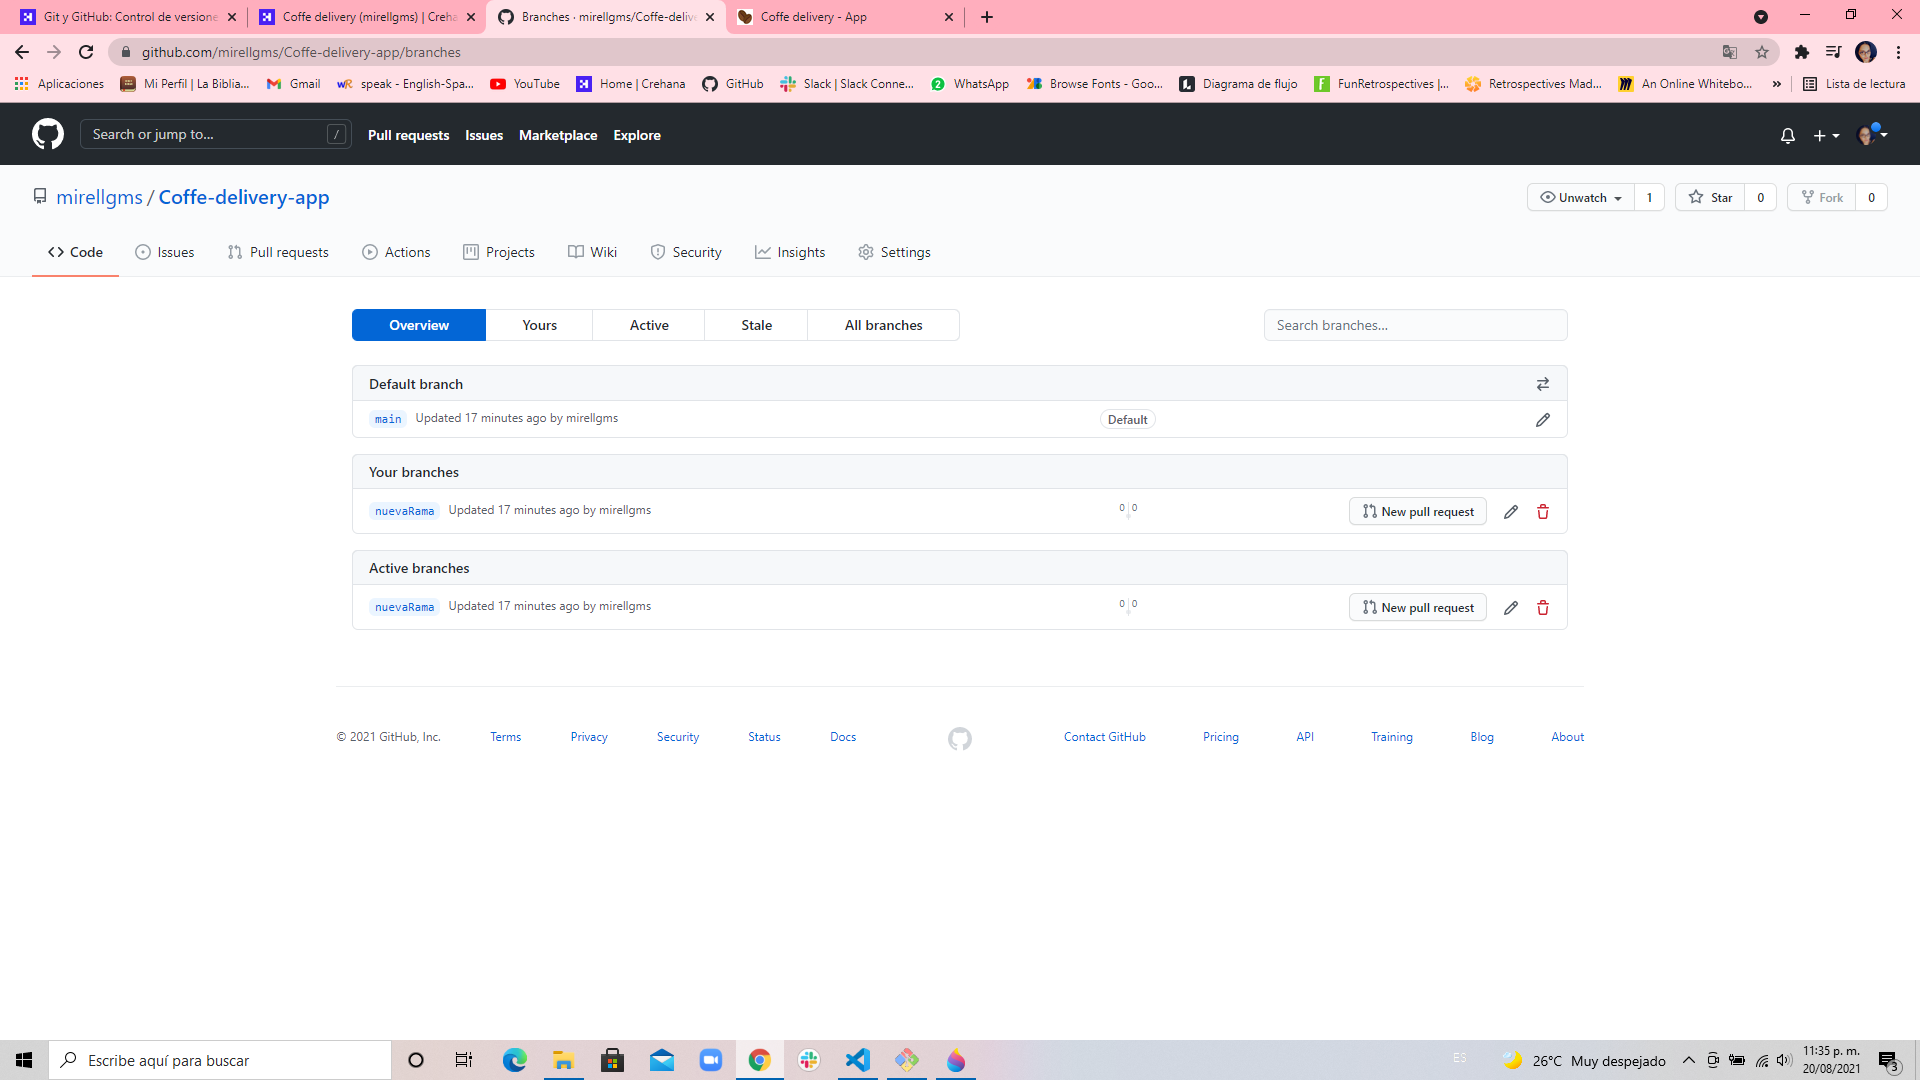 Git y GitHub: Control de versione
Coffe delivery (mirellgms) | Creha
Branches · mirellgms/Coffe-delive
Coffe delivery - App
github.com/mirellgms/Coffe-delivery-app/branches
Aplicaciones
Mi Perfil | La Biblia...
Gmail
wR speak - English-Spa...
YouTube
Home | Crehana
GitHub
Slack | Slack Conne...
2 WhatsApp
Browse Fonts - Goo...
Diagrama de flujo
FunRetrospectives |...
Retrospectives Mad...
An Online Whitebo...
»
Lista de lectura
Search or jump to...
/
Pull requests
Issues
Marketplace
Explore
mirellgms / Coffe-delivery-app
Unwatch 1
Star 0
Fork 0
Code
Issues
Pull requests
Actions
Projects
Wiki
Security
Insights
Settings
Overview
Yours
Active
Stale
All branches
Search branches...
Default branch
main Updated 17 minutes ago by mirellgms
Default
Your branches
nuevaRama Updated 17 minutes ago by mirellgms
0 | 0
New pull request
Active branches
nuevaRama Updated 17 minutes ago by mirellgms
0 | 0
New pull request
© 2021 GitHub, Inc.
Terms
Privacy
Security
Status
Docs
Contact GitHub
Pricing
API
Training
Blog
About
Escribe aquí para buscar
ES
26°C Muy despejado
11:35 p. m.
20/08/2021
3